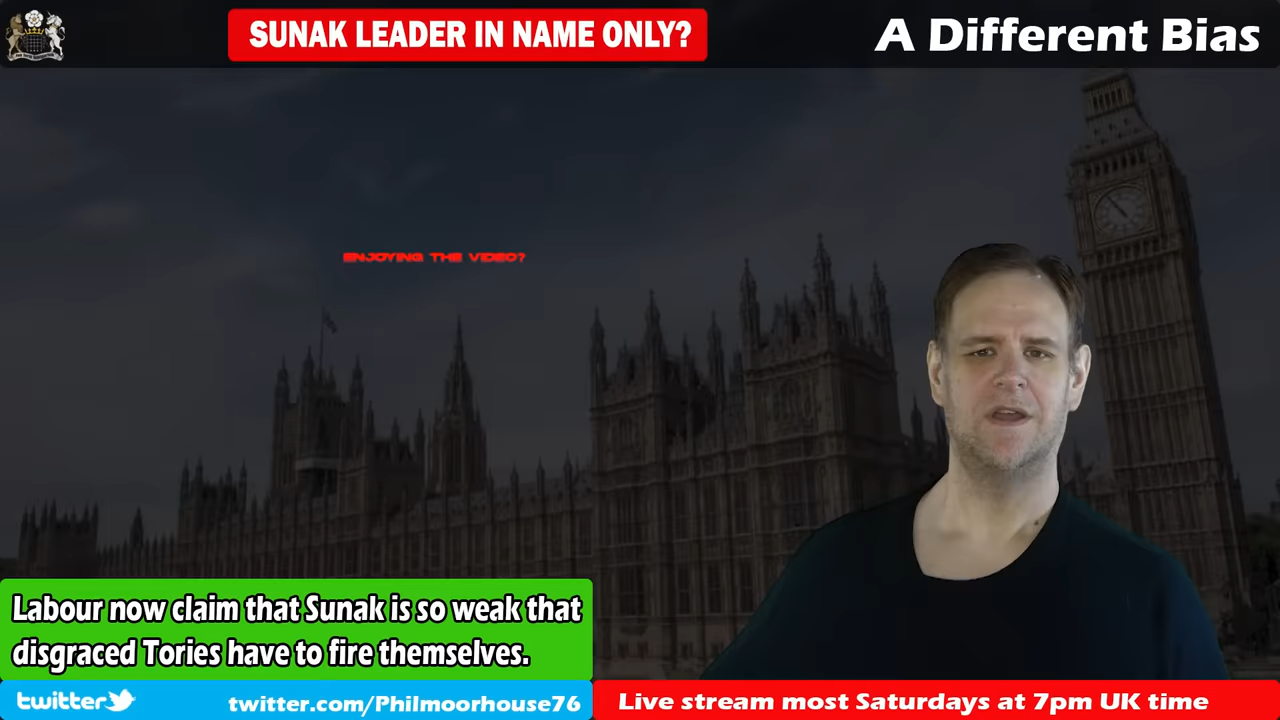 SUNAK LEADER IN NAME ONLY?
A Different Bias
ENJOYING THE VIDEO?
Labour now claim that Sunak is so weak that
disgraced Tories have to fire themselves.
twitter
twitter.com/Philmoorhouse76
Live stream most Saturdays at 7pm UK time